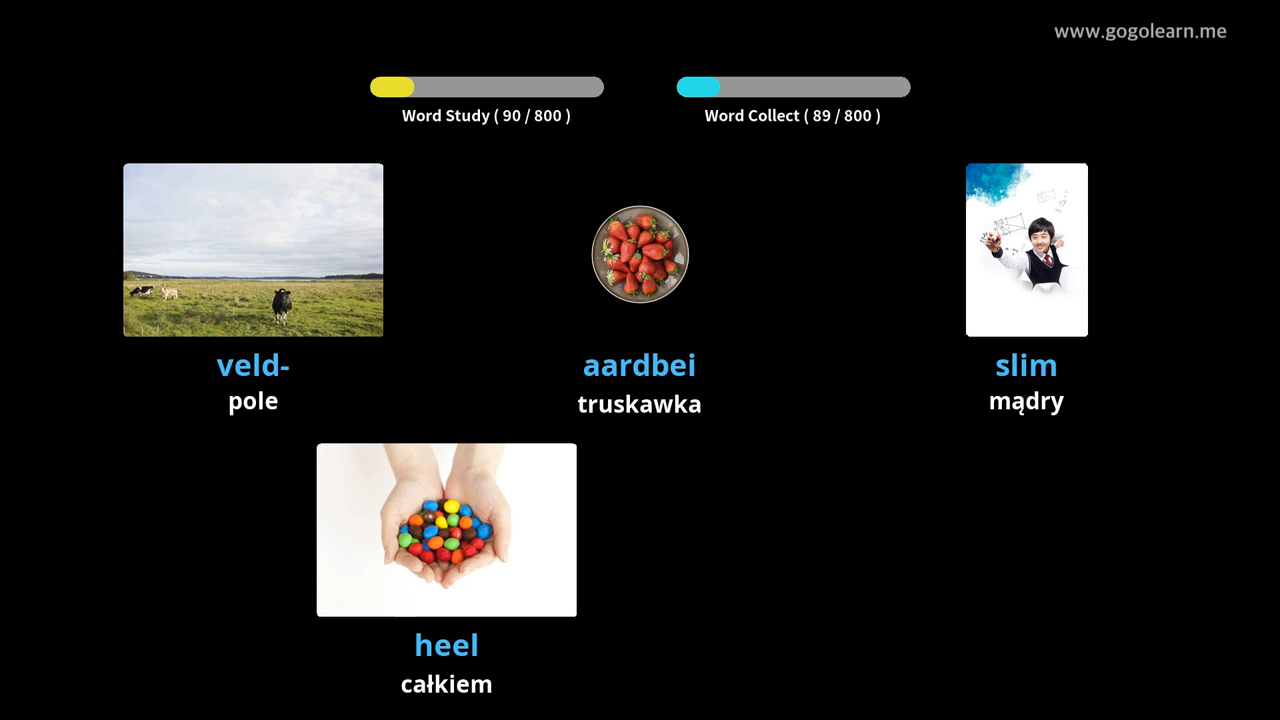 www.gogolearn.me
Word Study ( 90 / 800 )
Word Collect ( 89 / 800 )
veld-
pole
aardbei
truskawka
slim
mądry
heel
całkiem